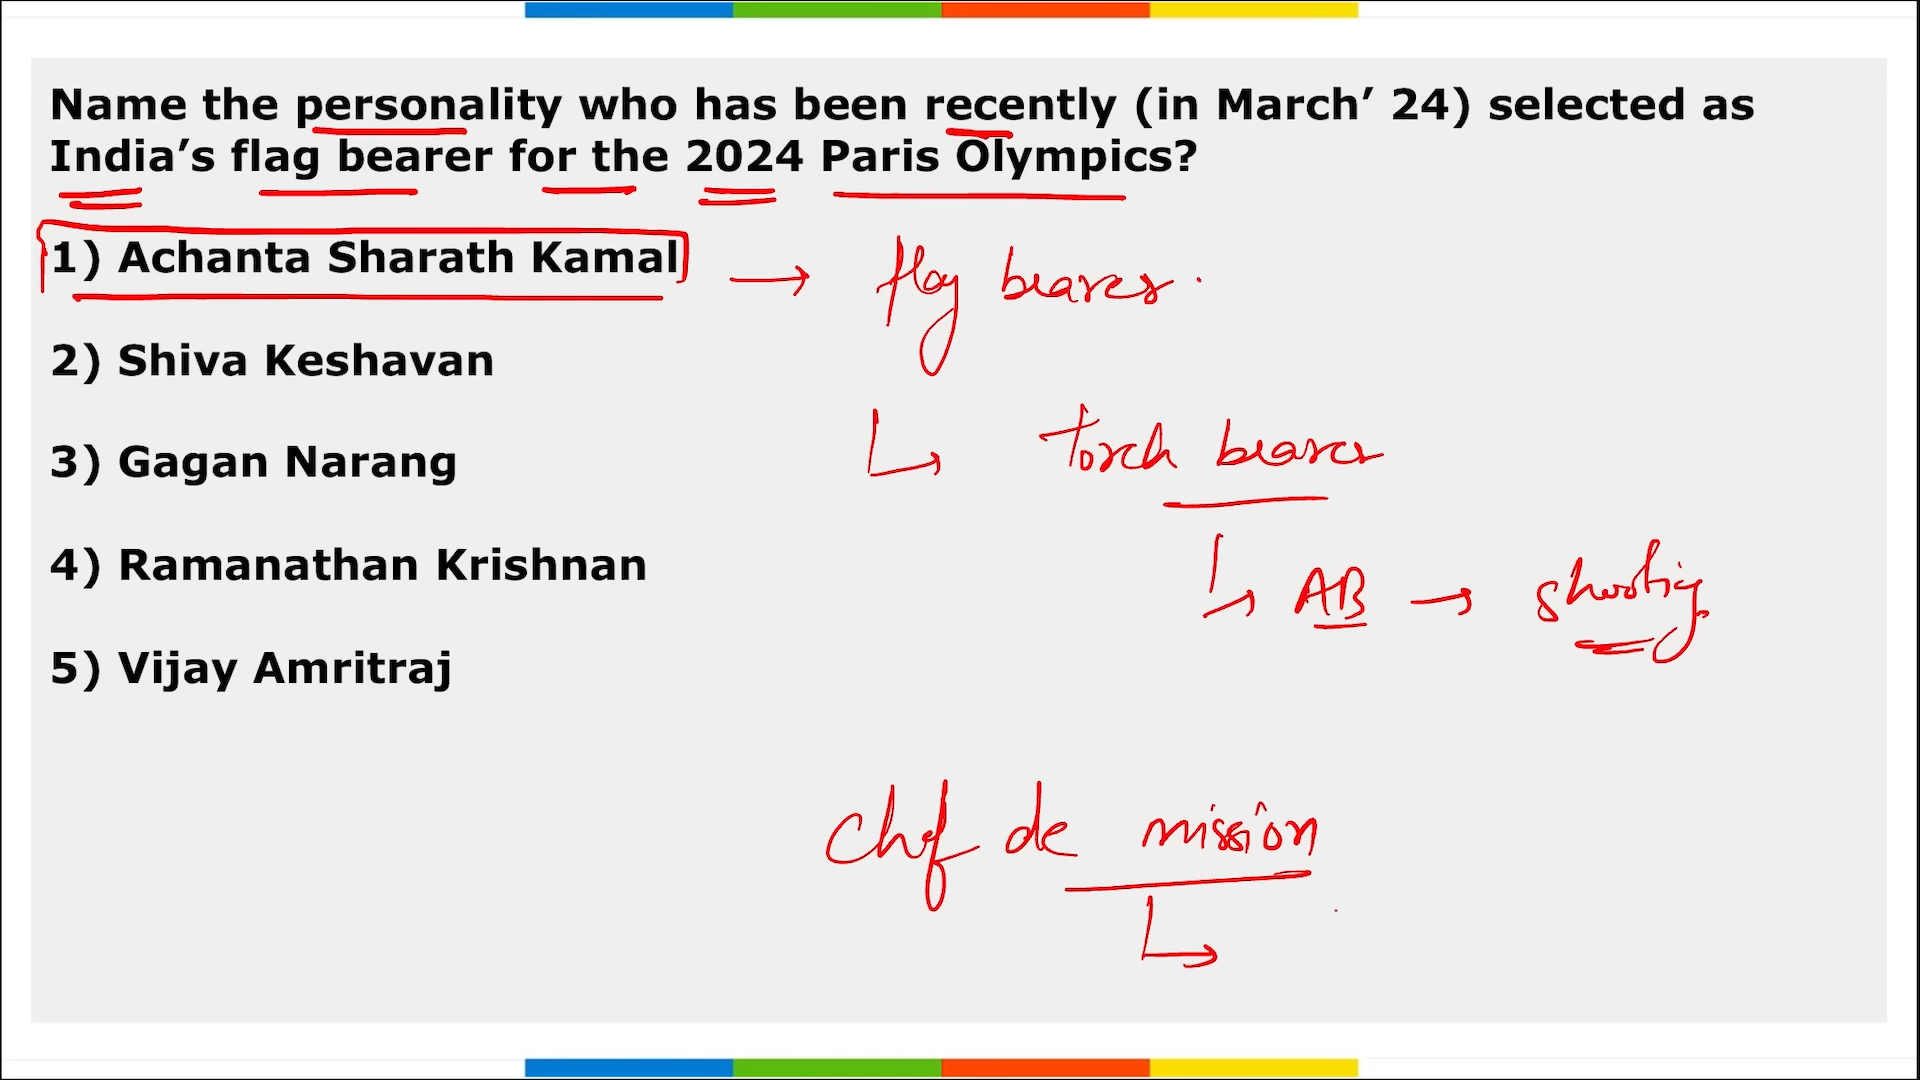 Name the personality who has been recently (in March’ 24) selected as
India’s flag bearer for the 2024 Paris Olympics?
1) Achanta Sharath Kamal
flag bearer.
2) Shiva Keshavan
3) Gagan Narang
torch bearer
4) Ramanathan Krishnan
AB → shooting
5) Vijay Amritraj
Chef de mission